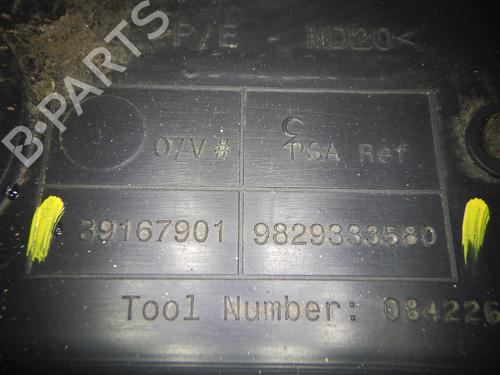 P/E - MD20<
O/V# PSA Ref
39167901 9829333580
Tool Number: 084226
B-PARTS